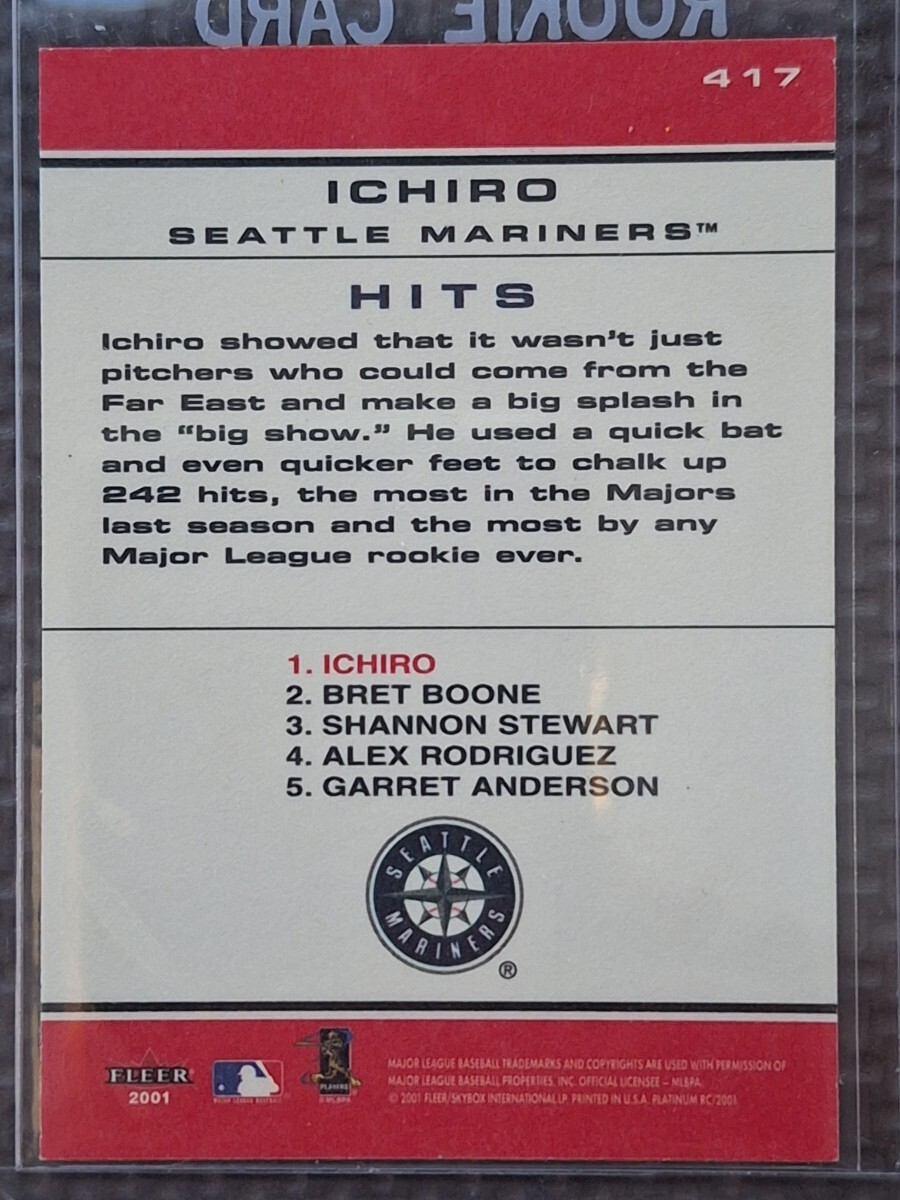 ROOKIE CARD
417
ICHIRO
SEATTLE MARINERS™
HITS
Ichiro showed that it wasn't just
pitchers who could come from the
Far East and make a big splash in
the "big show." He used a quick bat
and even quicker feet to chalk up
242 hits, the most in the Majors
last season and the most by any
Major League rookie ever.
1. ICHIRO
2. BRET BOONE
3. SHANNON STEWART
4. ALEX RODRIGUEZ
5. GARRET ANDERSON
SEATTLE
MARINERS
®
FLEER
2001
MAJOR LEAGUE BASEBALL
PLAYERS
© MLBPA
MAJOR LEAGUE BASEBALL TRADEMARKS AND COPYRIGHTS ARE USED WITH PERMISSION OF
MAJOR LEAGUE BASEBALL PROPERTIES, INC. OFFICIAL LICENSEE – MLBPA.
© 2001 FLEER/SKYBOX INTERNATIONAL LP. PRINTED IN U.S.A. PLATINUM RC/2001